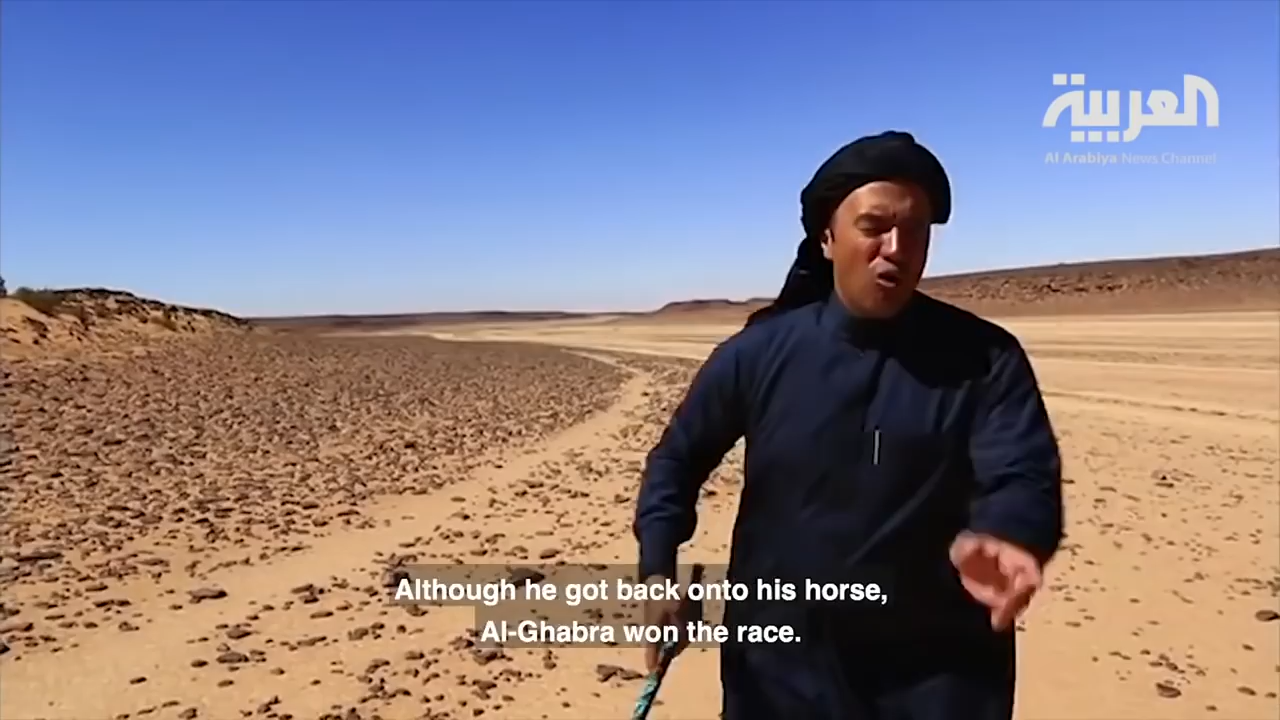 العربية
Al Arabiya News Channel
Although he got back onto his horse,
Al-Ghabra won the race.